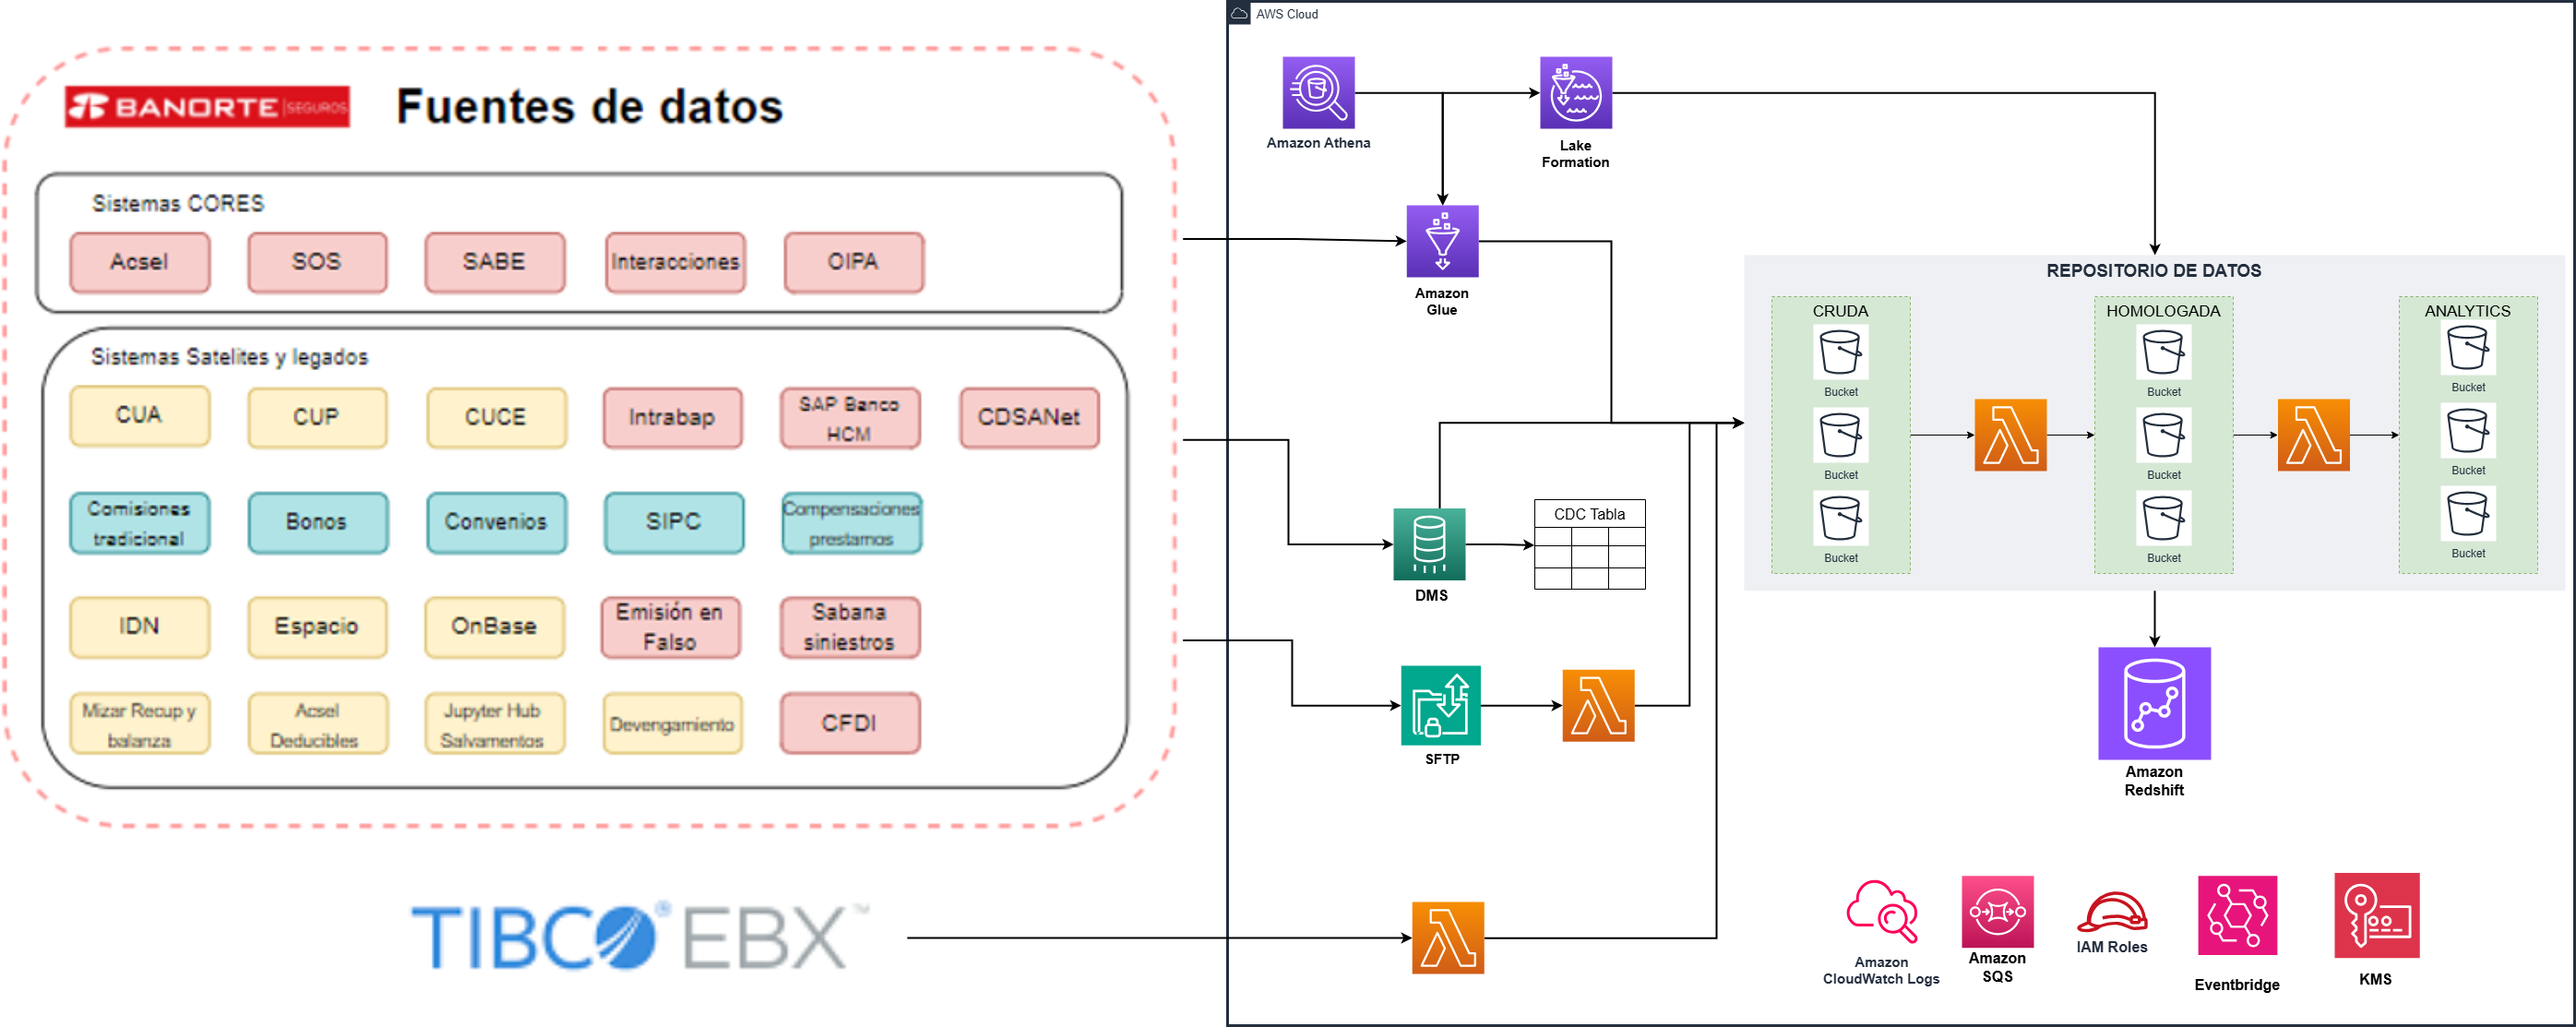 BANORTE SEGUROS
Fuentes de datos
Sistemas CORES
Acsel
SOS
SABE
Interacciones
OIPA
Sistemas Satelites y legados
CUA
CUP
CUCE
Intrabap
SAP Banco
HCM
CDSANet
Comisiones
tradicional
Bonos
Convenios
SIPC
Compensaciones
prestamos
IDN
Espacio
OnBase
Emisión en
Falso
Sabana
siniestros
Mizar Recup y
balanza
Acsel
Deducibles
Jupyter Hub
Salvamentos
Devengamiento
CFDI
TIBCO® EBX™
AWS Cloud
Amazon Athena
Lake
Formation
Amazon
Glue
DMS
CDC Tabla
SFTP
REPOSITORIO DE DATOS
CRUDA
Bucket
Bucket
Bucket
HOMOLOGADA
Bucket
Bucket
Bucket
ANALYTICS
Bucket
Bucket
Bucket
Amazon
Redshift
Amazon
CloudWatch Logs
Amazon
SQS
IAM Roles
Eventbridge
KMS